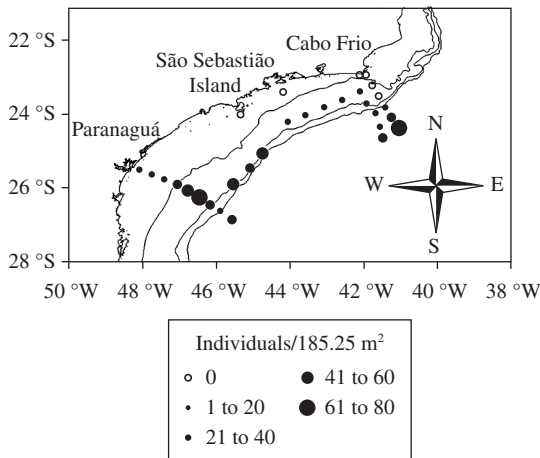 22 °S
24 °S
26 °S
28 °S
50 °W
48 °W
46 °W
44 °W
42 °W
40 °W
38 °W
Cabo Frio
São Sebastião
Island
Paranaguá
N
W
E
S
Individuals/185.25 m²
0
1 to 20
21 to 40
41 to 60
61 to 80